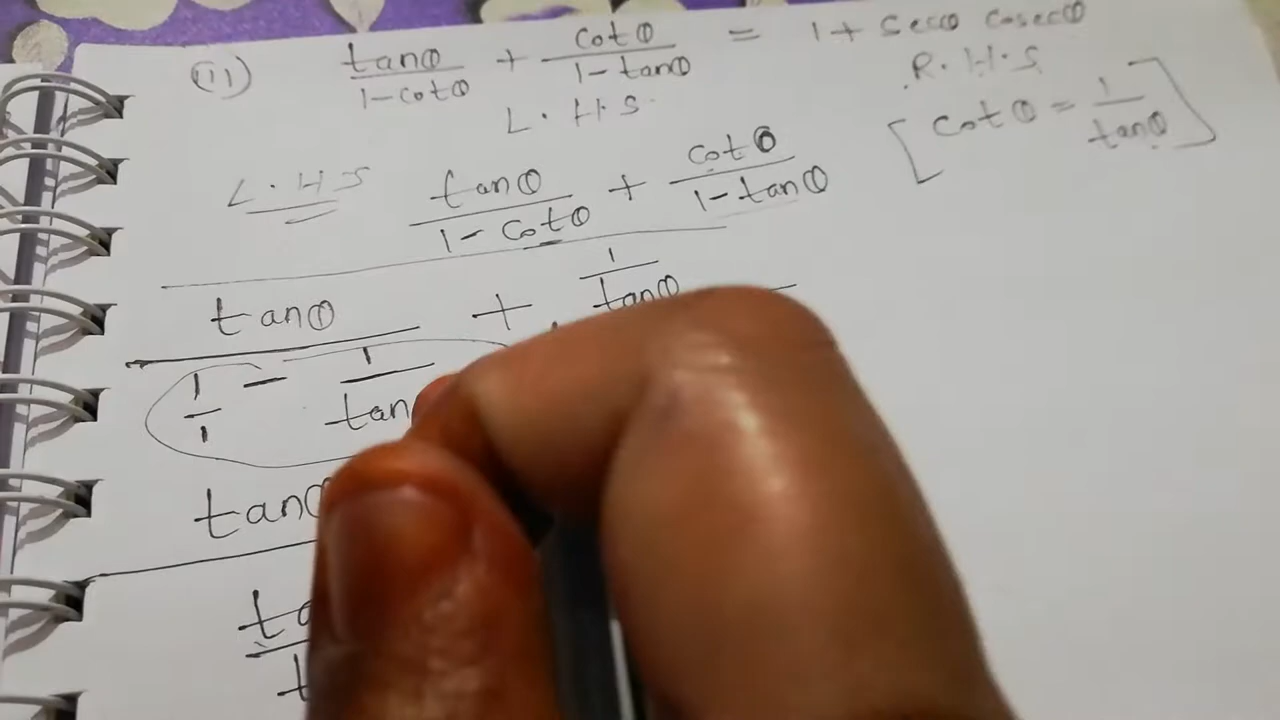 (ii) tanθ/1-cotθ + cotθ/1-tanθ = 1 + secθ cosecθ
L.H.S. R.H.S
[cotθ = 1/tanθ]
L.H.S tanθ/1-cotθ + cotθ/1-tanθ
tanθ + 1/tanθ
1/1 - 1/tan
tanθ